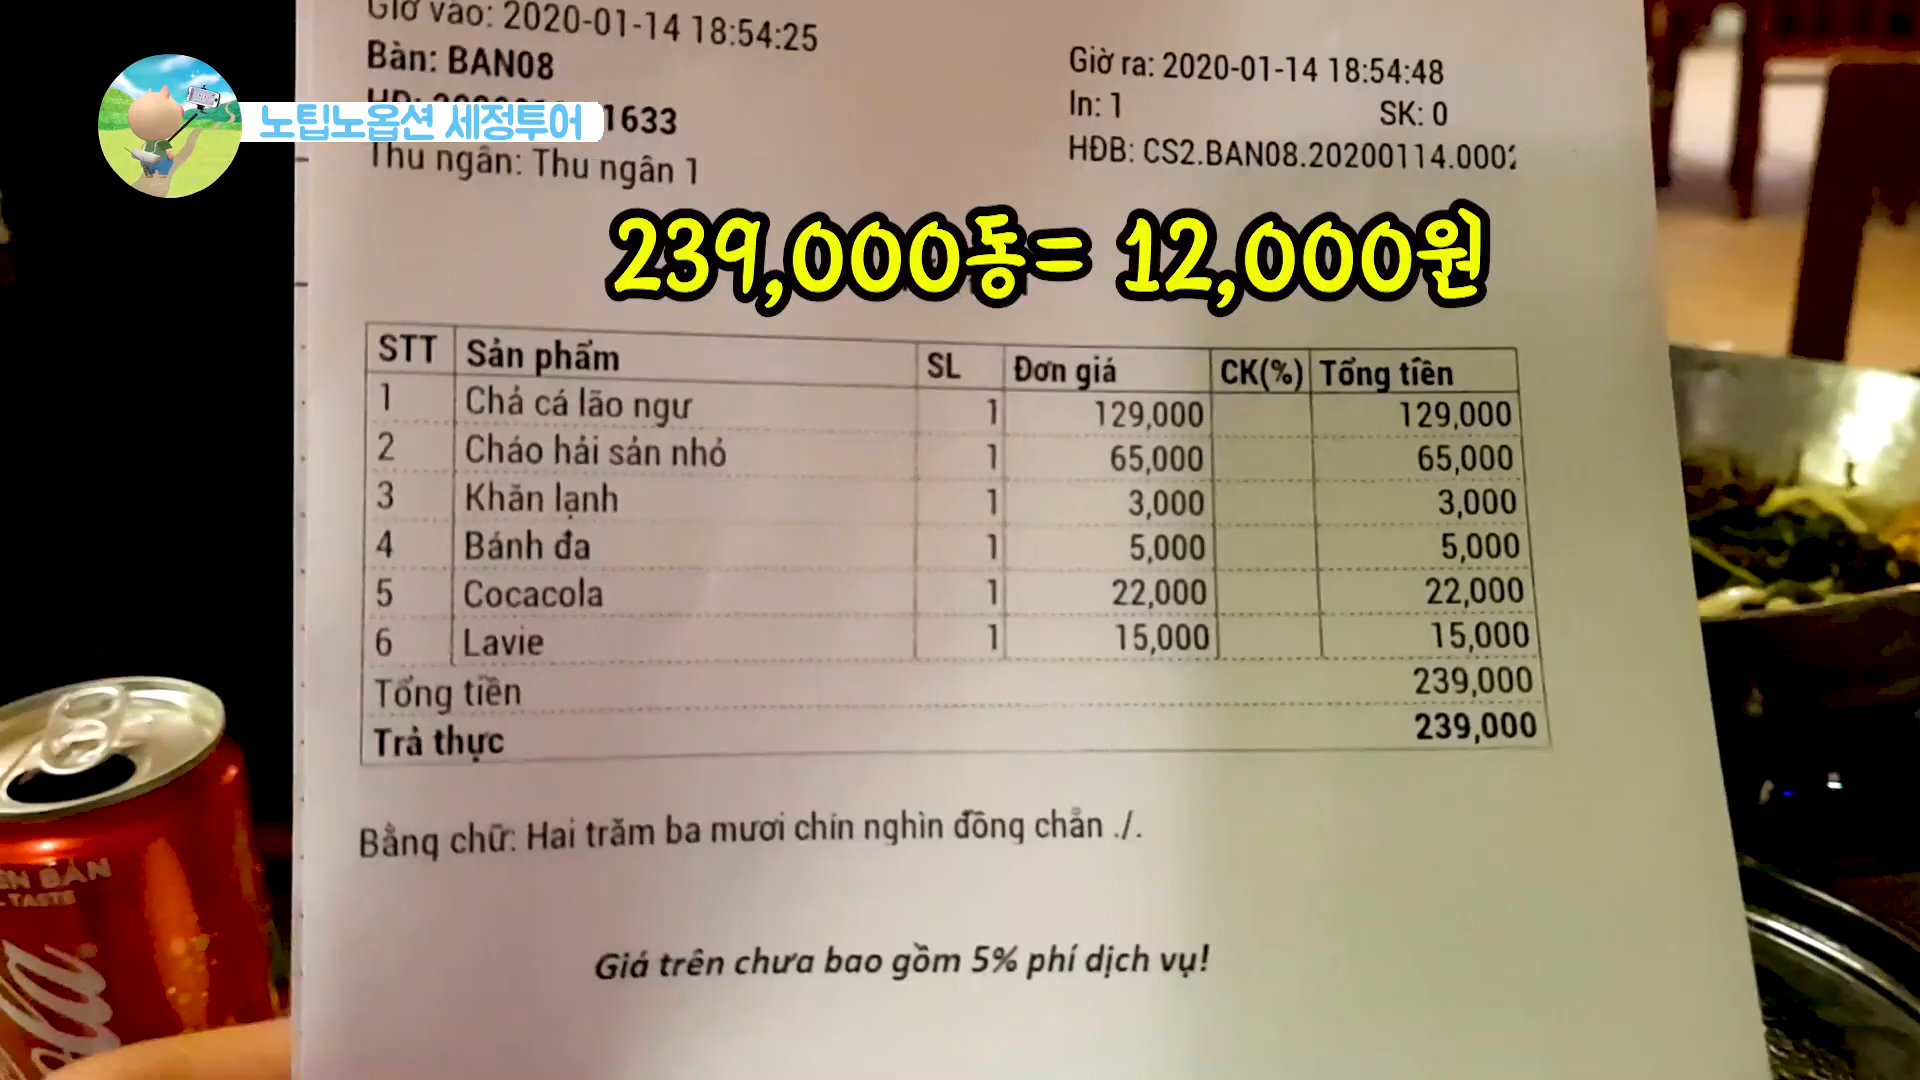 Giờ vào: 2020-01-14 18:54:25
Bàn: BAN08
Giờ ra: 2020-01-14 18:54:48
In: 1 SK: 0
1633
노팁노옵션 세정투어
HĐB: CS2.BAN08.20200114.000
Thu ngân: Thu ngân 1
239,000동= 12,000원
STT Sản phẩm SL Đơn giá CK(%) Tổng tiền
1 Chả cá lão ngư 1 129,000 129,000
2 Cháo hải sản nhỏ 1 65,000 65,000
3 Khăn lạnh 1 3,000 3,000
4 Bánh đa 1 5,000 5,000
5 Cocacola 1 22,000 22,000
6 Lavie 1 15,000 15,000
Tổng tiền 239,000
Trả thực 239,000
Bằng chữ: Hai trăm ba mươi chín nghìn đồng chẵn ./.
Giá trên chưa bao gồm 5% phí dịch vụ!
TASTE